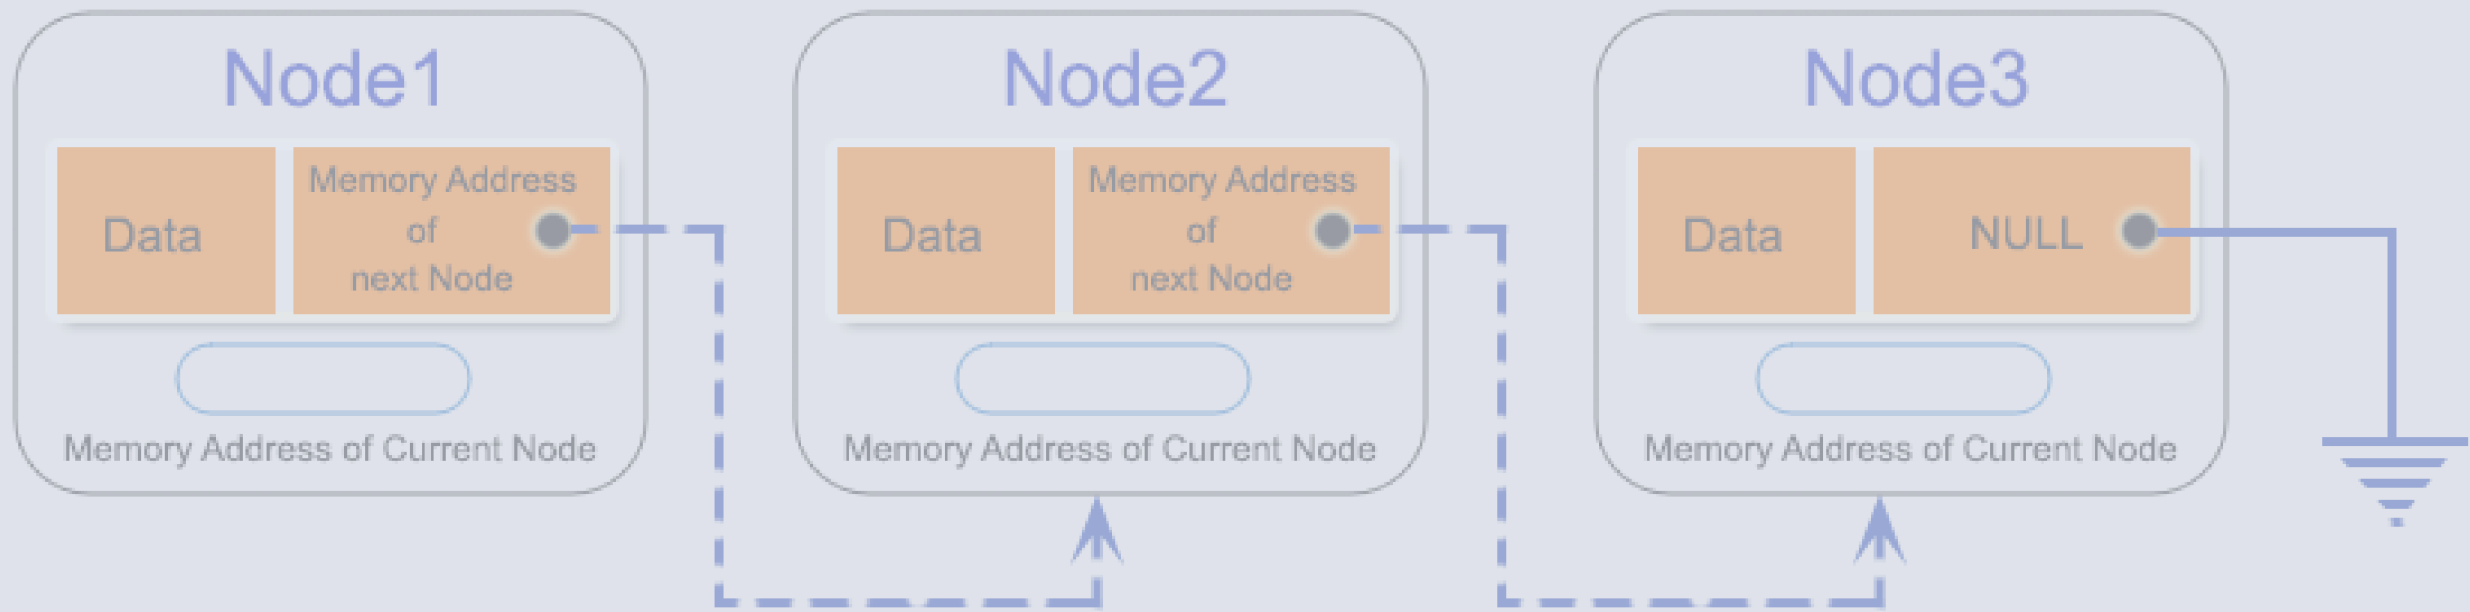 Node1
Data
Memory Address
of
next Node
Memory Address of Current Node
Node2
Data
Memory Address
of
next Node
Memory Address of Current Node
Node3
Data
NULL
Memory Address of Current Node